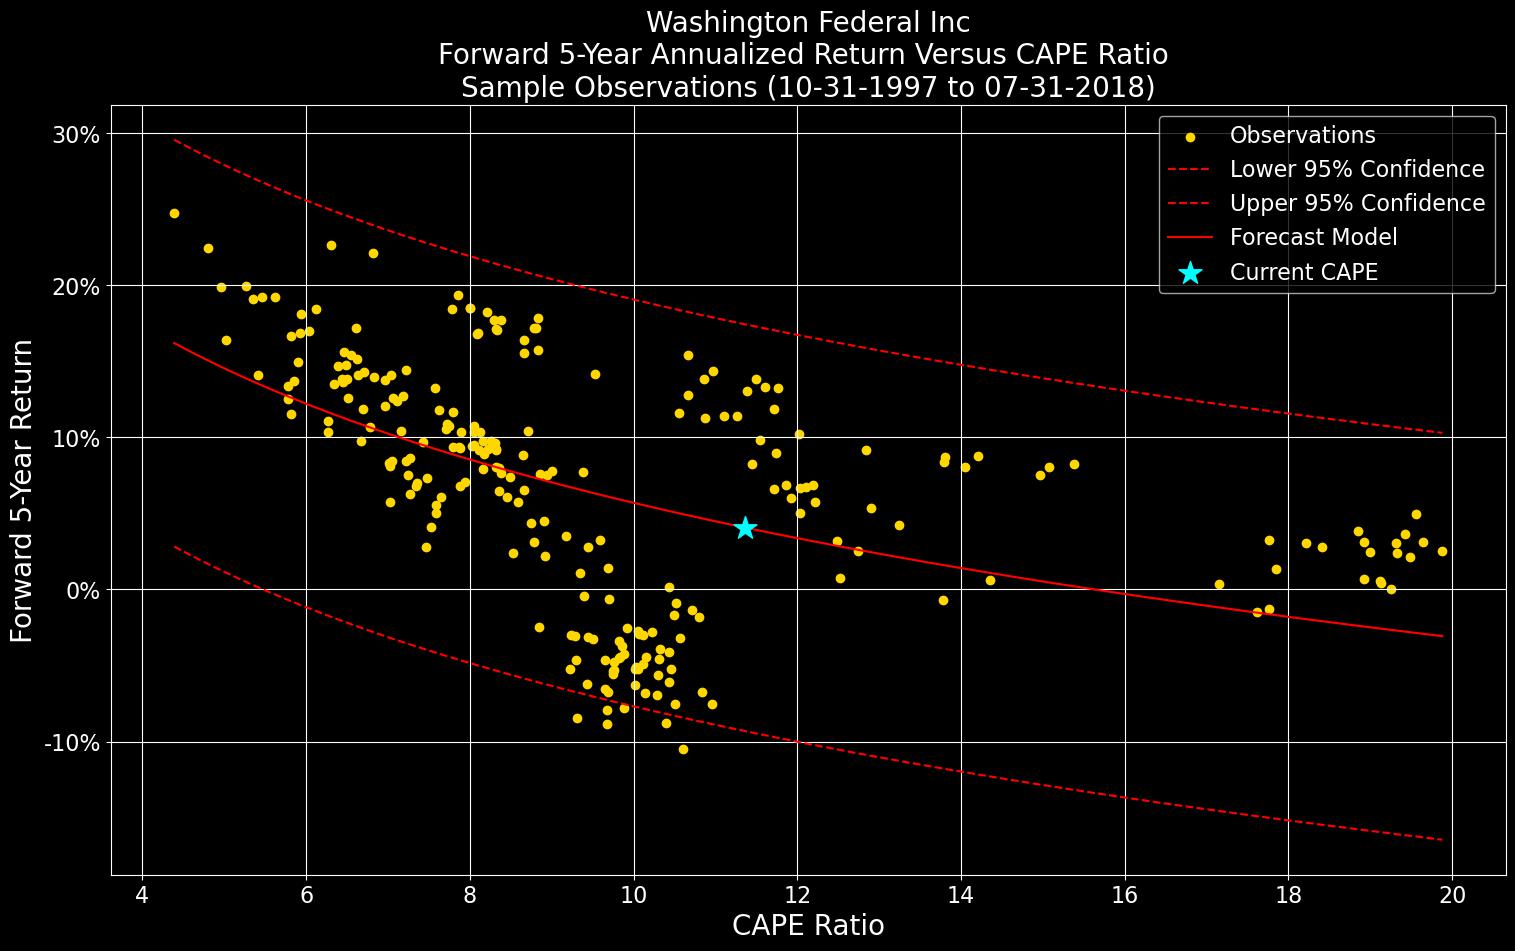 Washington Federal Inc
Forward 5-Year Annualized Return Versus CAPE Ratio
Sample Observations (10-31-1997 to 07-31-2018)
Observations
Lower 95% Confidence
Upper 95% Confidence
Forecast Model
Current CAPE
Forward 5-Year Return
30%
20%
10%
0%
-10%
4 6 8 10 12 14 16 18 20
CAPE Ratio